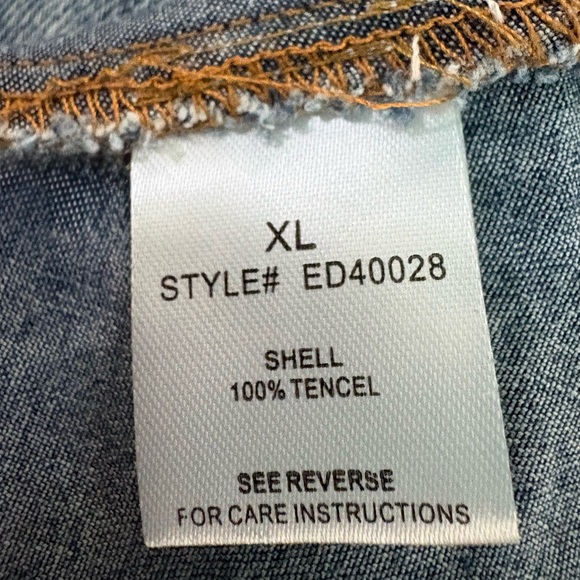 XL
STYLE# ED40028
SHELL
100% TENCEL
SEE REVERSE
FOR CARE INSTRUCTIONS